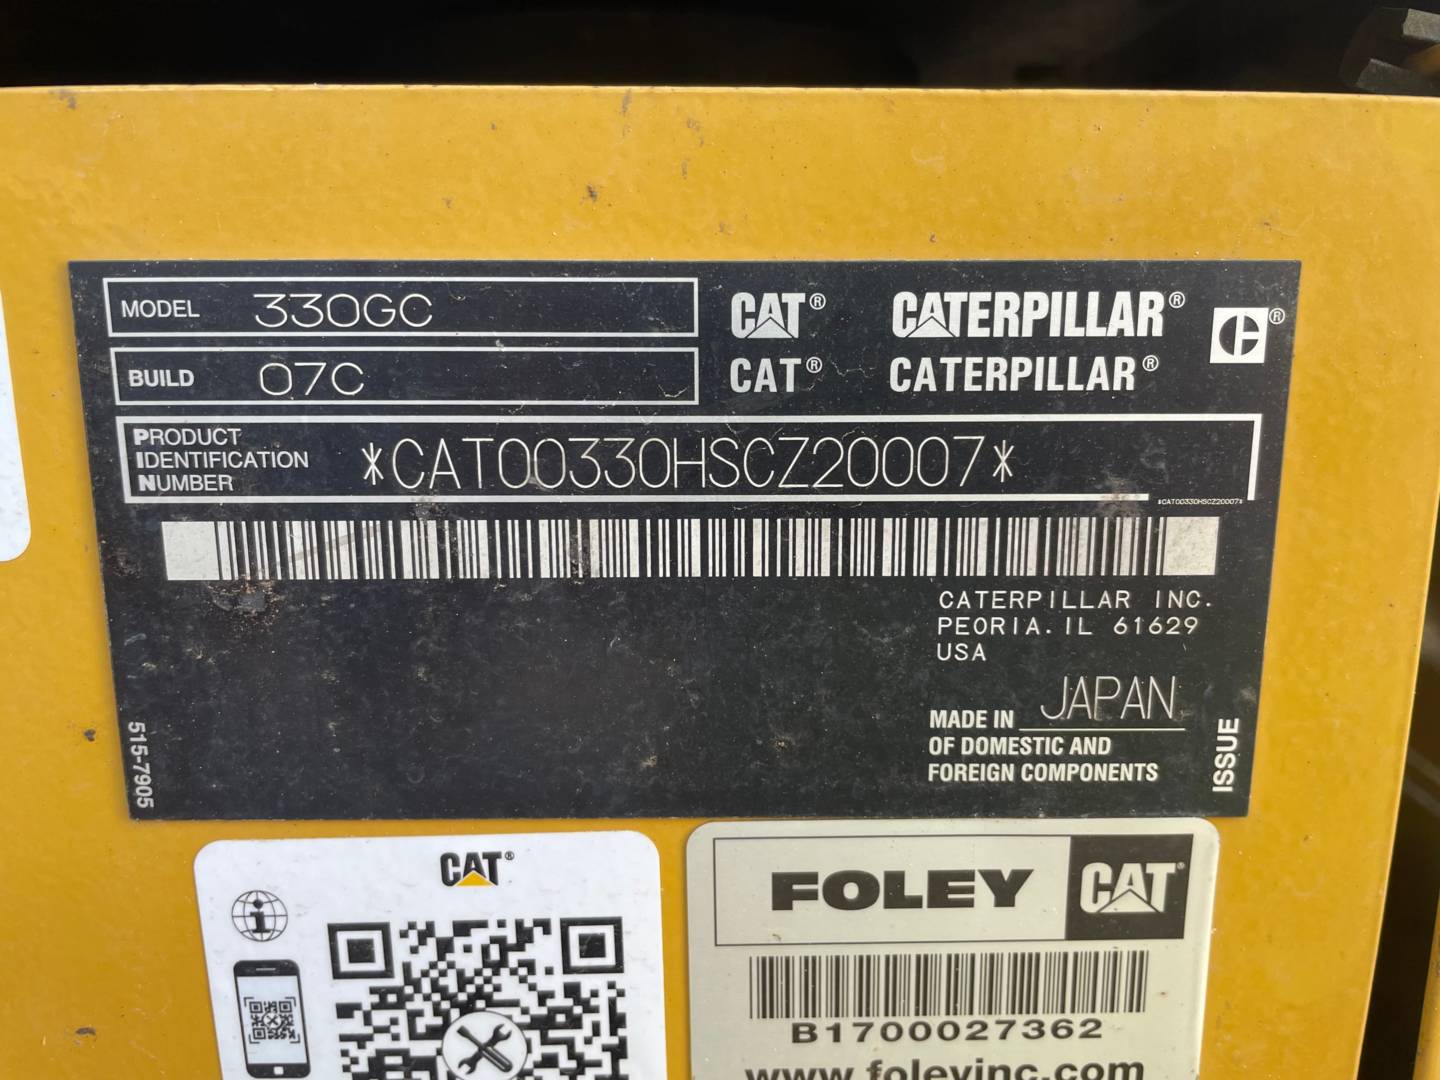 MODEL 330GC
BUILD 07C
CAT® CATERPILLAR® ®
CAT® CATERPILLAR®
PRODUCT
IDENTIFICATION
NUMBER
*CAT00330HSCZ20007*
*CAT00330HSCZ20007*
CATERPILLAR INC.
PEORIA. IL 61629
USA
MADE IN JAPAN
OF DOMESTIC AND
FOREIGN COMPONENTS
ISSUE
515-7905
CAT®
i
FOLEY CAT®
B1700027362
www.foleyinc.com